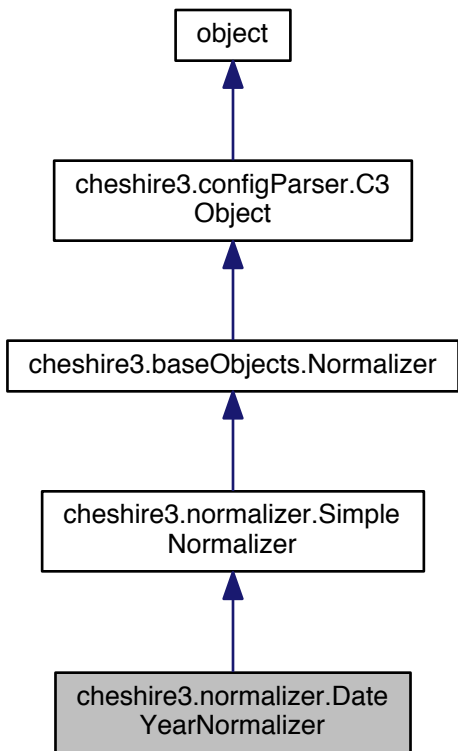 object
cheshire3.configParser.C3
Object
cheshire3.baseObjects.Normalizer
cheshire3.normalizer.Simple
Normalizer
cheshire3.normalizer.Date
YearNormalizer